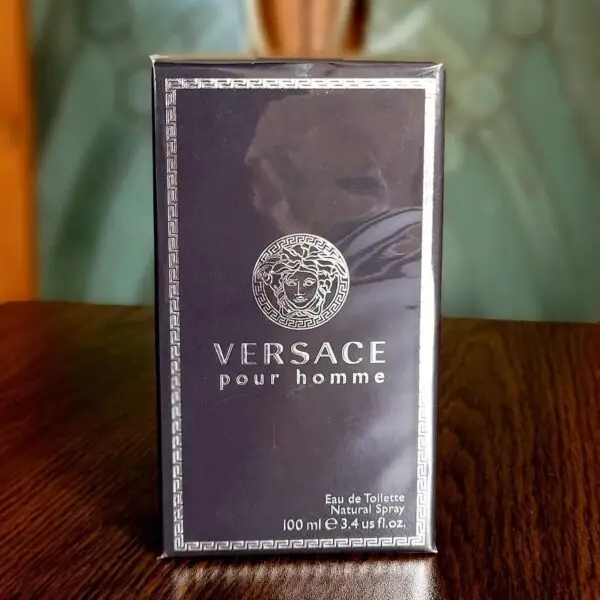 VERSACE
pour homme
Eau de Toilette
Natural Spray
100 ml e 3.4 us fl.oz.